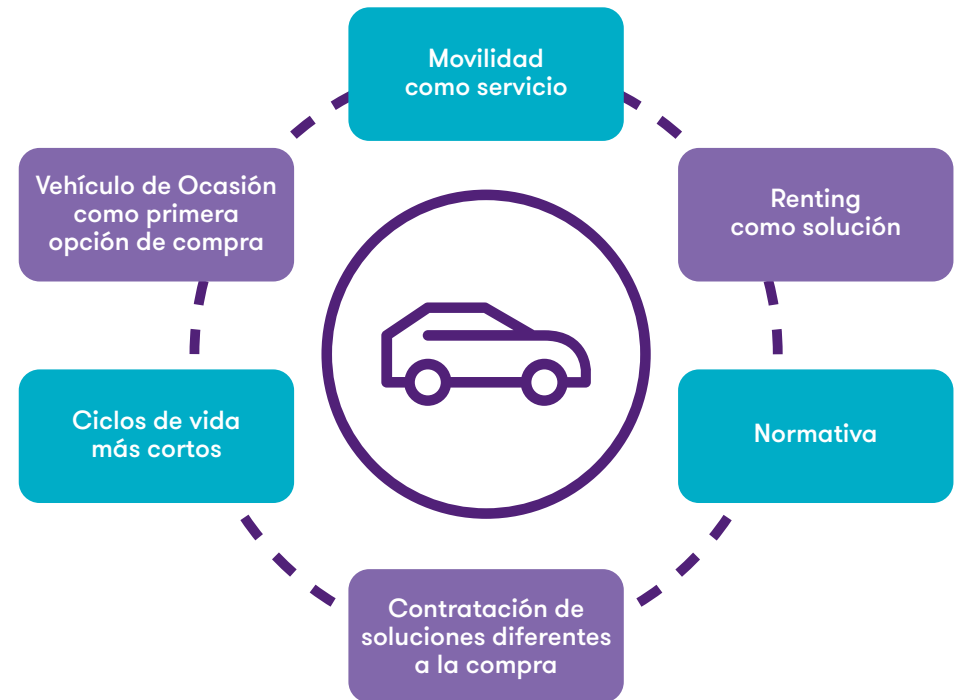 Movilidad
como servicio
Renting
como solución
Normativa
Contratación de
soluciones diferentes
a la compra
Ciclos de vida
más cortos
Vehículo de Ocasión
como primera
opción de compra